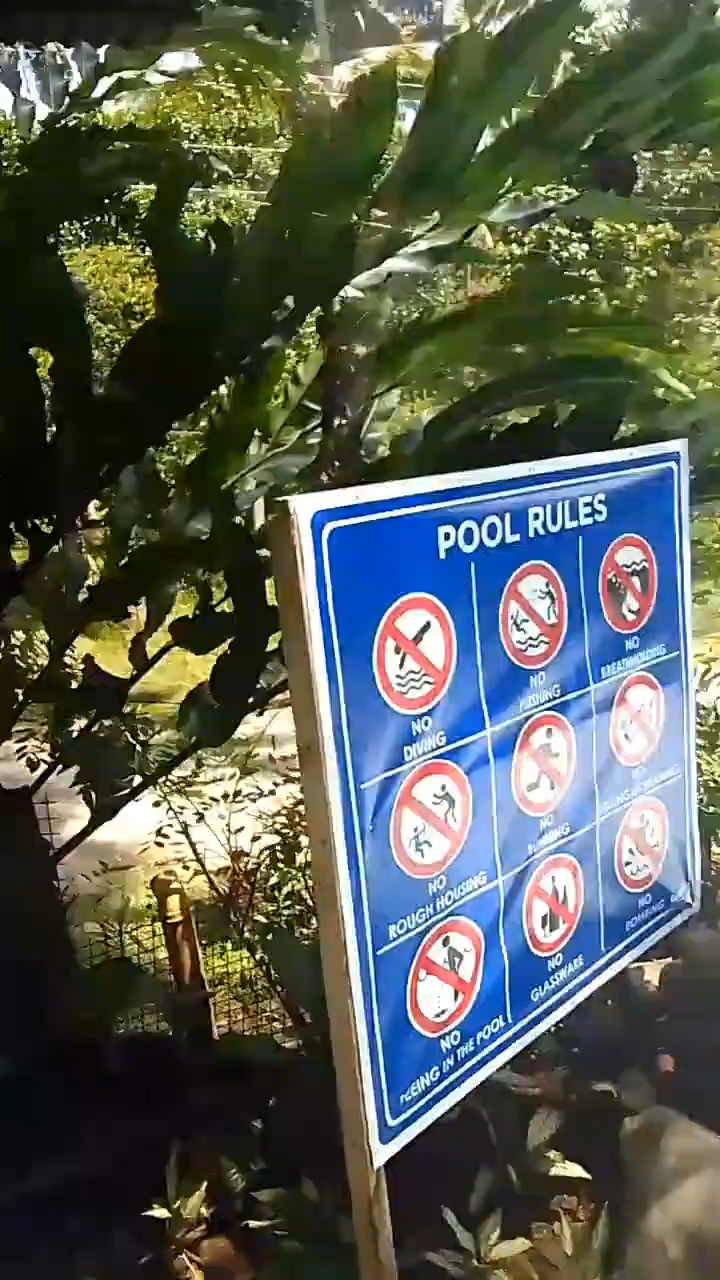 POOL RULES
NO
DIVING
NO
PUSHING
NO
BREATHHOLDING
NO
ROUGH HOUSING
NO
RUNNING
NO
PEEING IN THE POOL
NO
GLASSWARE
NO
BOMBING